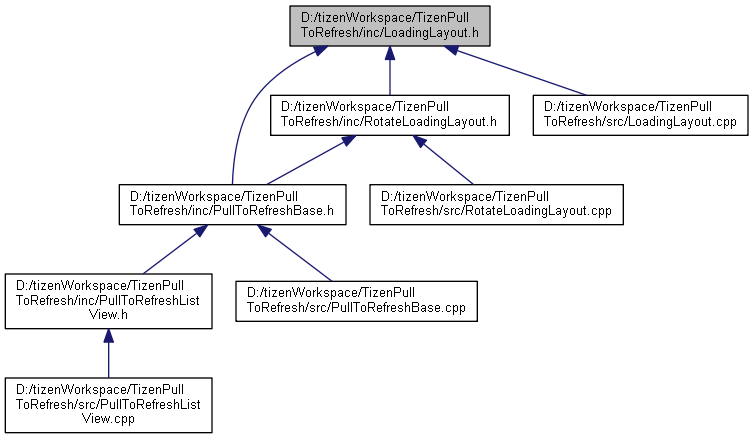 D:/tizenWorkspace/TizenPull
ToRefresh/inc/LoadingLayout.h
D:/tizenWorkspace/TizenPull
ToRefresh/inc/RotateLoadingLayout.h
D:/tizenWorkspace/TizenPull
ToRefresh/src/LoadingLayout.cpp
D:/tizenWorkspace/TizenPull
ToRefresh/inc/PullToRefreshBase.h
D:/tizenWorkspace/TizenPull
ToRefresh/src/RotateLoadingLayout.cpp
D:/tizenWorkspace/TizenPull
ToRefresh/inc/PullToRefreshList
View.h
D:/tizenWorkspace/TizenPull
ToRefresh/src/PullToRefreshBase.cpp
D:/tizenWorkspace/TizenPull
ToRefresh/src/PullToRefreshList
View.cpp